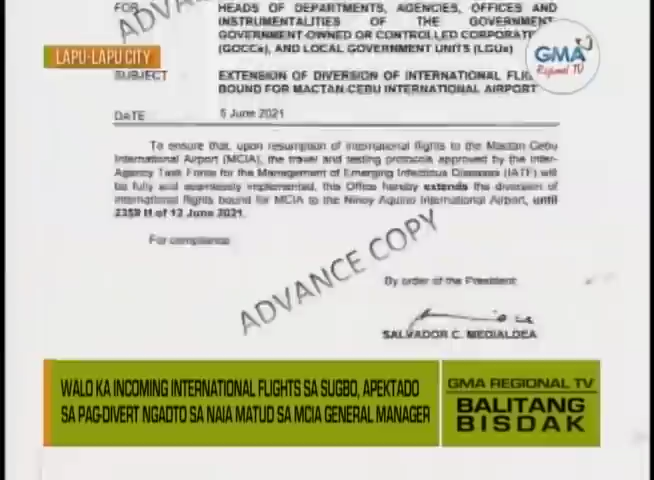 ADVANCE
FOR
HEADS OF DEPARTMENTS, AGENCIES, OFFICES AND
INSTRUMENTALITIES OF THE GOVERNMENT
GOVERNMENT-OWNED OR CONTROLLED
(GOCCs), AND LOCAL GOVERNMENT UNITS (LGUs)
LAPU-LAPU CITY
GMA
Regional TV
SUBJECT
EXTENSION OF DIVERSION OF INTERNATIONAL
BOUND FOR MACTAN-CEBU INTERNATIONAL AIRPORT
DATE
5 June 2021
To ensure that, upon resumption of international flights to the Mactan Cebu
International Airport (MCIA), the travel and testing protocols approved by the Inter-
Agency Task Force for the Management of Emerging Infectious Diseases (IATF) will
be fully and seamlessly implemented, this Office hereby extends the diversion of
international flights bound for MCIA to the Ninoy Aquino International Airport, until
2359 H of 12 June 2021.
For compliance
ADVANCE COPY
By order of the President:
SALVADOR C. MEDIALDEA
WALO KA INCOMING INTERNATIONAL FLIGHTS SA SUGBO, APEKTADO
SA PAG-DIVERT NGADTO SA NAIA MATUD SA MCIA GENERAL MANAGER
GMA REGIONAL TV
BALITANG
BISDAK